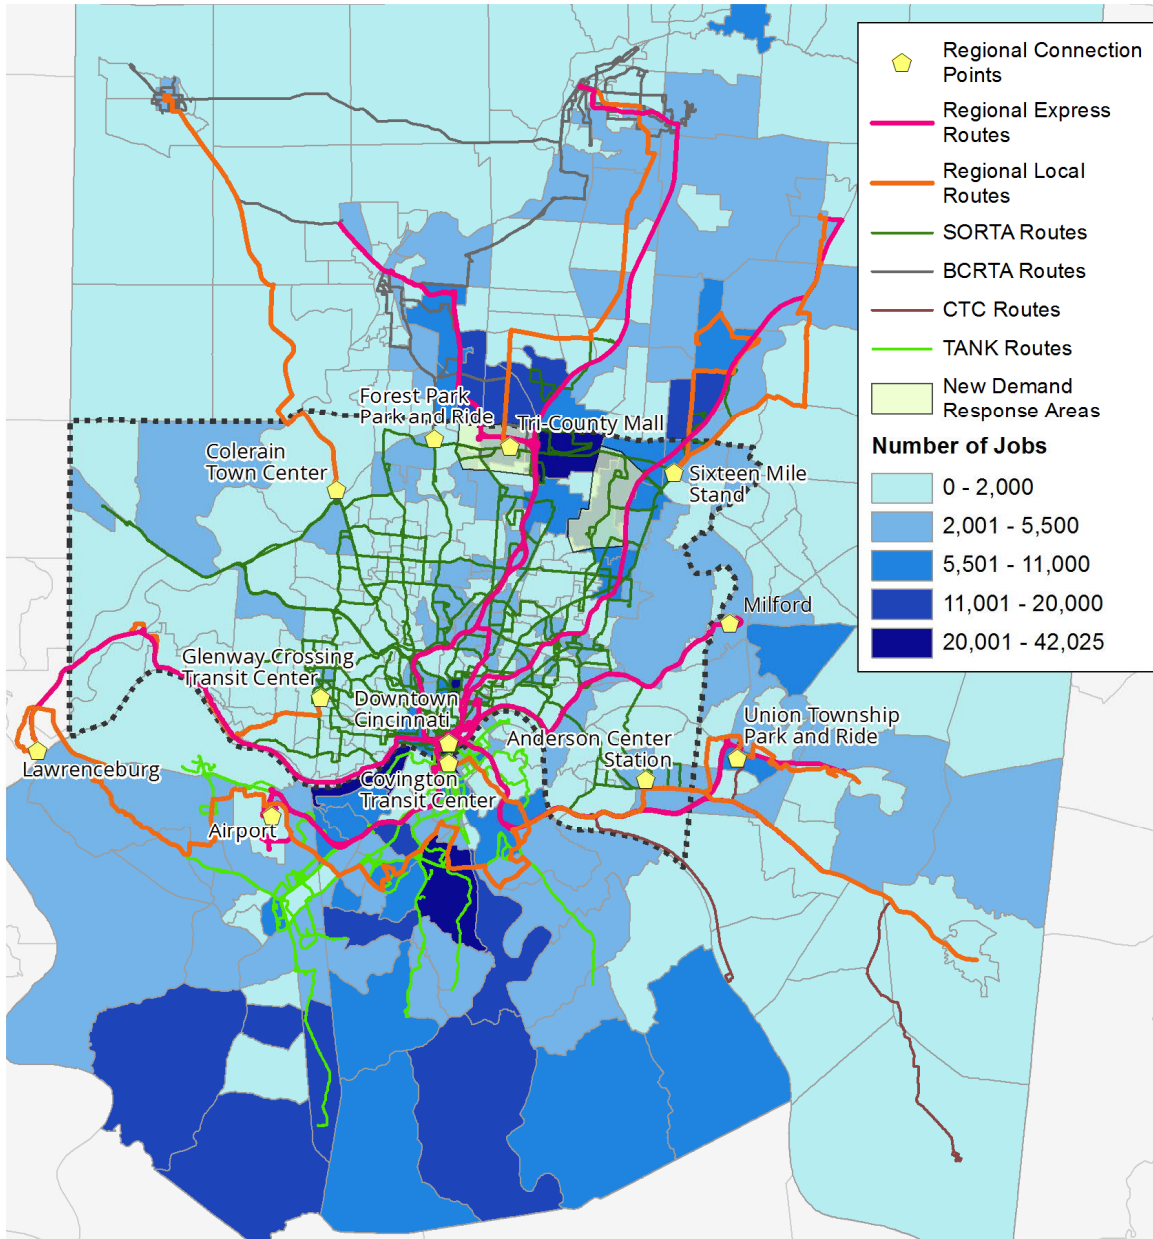 Regional Connection
Points
Regional Express
Routes
Regional Local
Routes
SORTA Routes
BCRTA Routes
CTC Routes
TANK Routes
New Demand
Response Areas
Number of Jobs
0 - 2,000
2,001 - 5,500
5,501 - 11,000
11,001 - 20,000
20,001 - 42,025
Forest Park
Park and Ride
Tri-County Mall
Colerain
Town Center
Sixteen Mile
Stand
Milford
Glenway Crossing
Transit Center
Downtown
Cincinnati
Union Township
Park and Ride
Anderson Center
Station
Lawrenceburg
Covington
Transit Center
Airport